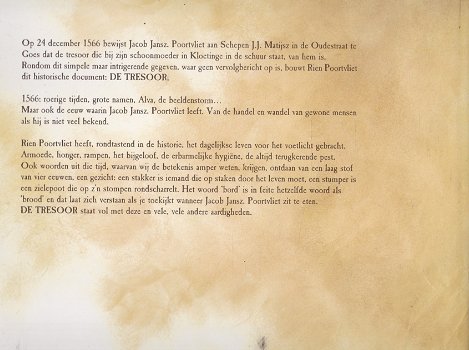 Op 24 december 1566 bewijst Jacob Jansz. Poortvliet aan Schepen J.J. Matijsz in de Oudestraat te
Goes dat de tresoor die bij zijn schoonmoeder in Kloetinge in de schuur staat, van hem is.
Rondom dit simpele maar intrigerende gegeven, waar geen vervolgbericht op is, bouwt Rien Poortvliet
dit historische document: DE TRESOOR.
1566: roerige tijden, grote namen, Alva, de beeldenstorm...
Maar ook de eeuw waarin Jacob Jansz. Poortvliet leeft. Van de handel en wandel van gewone mensen
als hij is niet veel bekend.
Rien Poortvliet heeft, rondtastend in de historie, het dagelijkse leven voor het voetlicht gebracht.
Armoede, honger, rampen, het bijgeloof, de erbarmelijke hygiëne, de altijd terugkerende pest.
Ook woorden uit die tijd, waarvan wij de betekenis amper weten, krijgen, ontdaan van een laag stof
van vier eeuwen, een gezicht: een stakker is iemand die op staken door het leven moet, een stumper is
een zielepoot die op z'n stompen rondscharrelt. Het woord 'bord' is in feite hetzelfde woord als
'brood' en dat laat zich verstaan als je toekijkt wanneer Jacob Jansz. Poortvliet zit te eten.
DE TRESOOR staat vol met deze en vele, vele andere aardigheden.